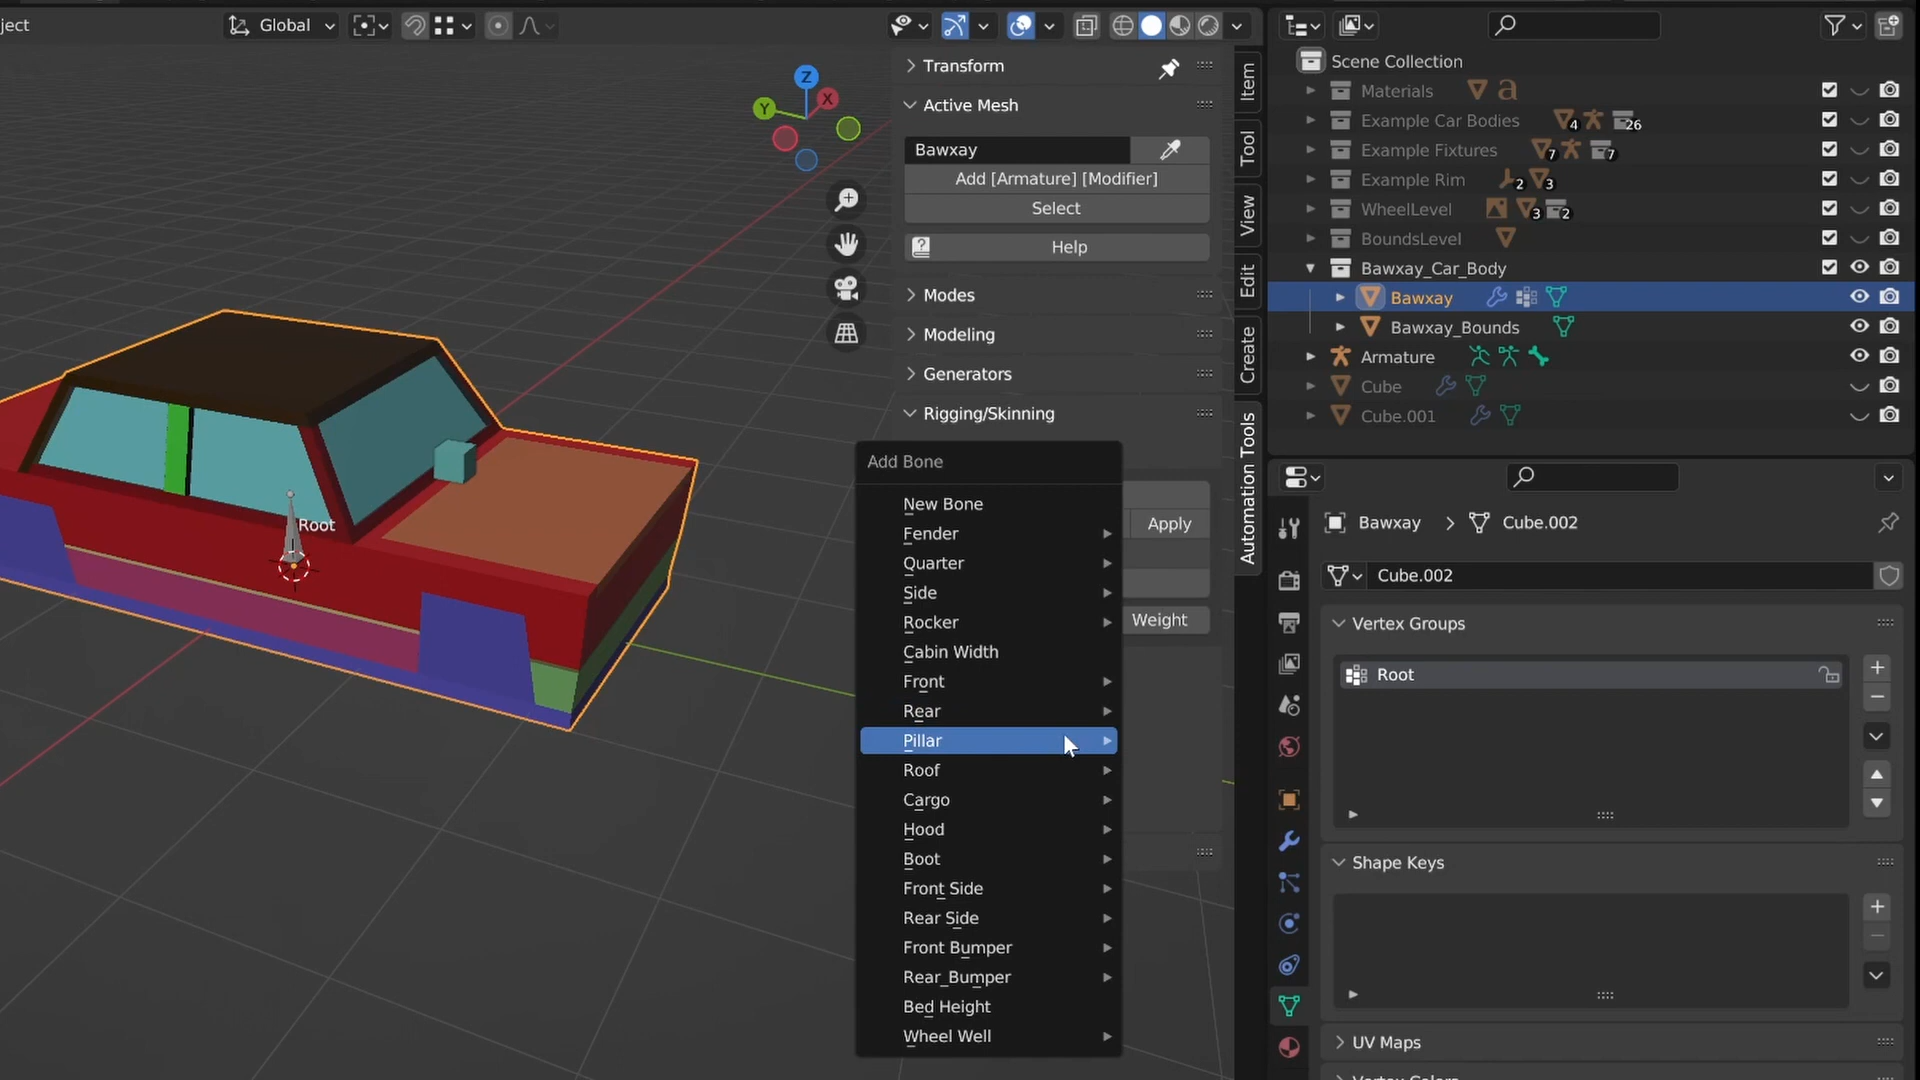 ject
Global
Z
Y
X
Root
Transform
Active Mesh
Bawxay
Add [Armature] [Modifier]
Select
Help
Modes
Modeling
Generators
Rigging/Skinning
Apply
Weight
Add Bone
New Bone
Fender
Quarter
Side
Rocker
Cabin Width
Front
Rear
Pillar
Roof
Cargo
Hood
Boot
Front Side
Rear Side
Front Bumper
Rear_Bumper
Bed Height
Wheel Well
Item
Tool
View
Edit
Create
Automation Tools
Scene Collection
Materials
Example Car Bodies 4 26
Example Fixtures 7 7
Example Rim 2 3
WheelLevel 3 2
BoundsLevel
Bawxay_Car_Body
Bawxay
Bawxay_Bounds
Armature
Cube
Cube.001
Bawxay > Cube.002
Cube.002
Vertex Groups
Root
Shape Keys
UV Maps